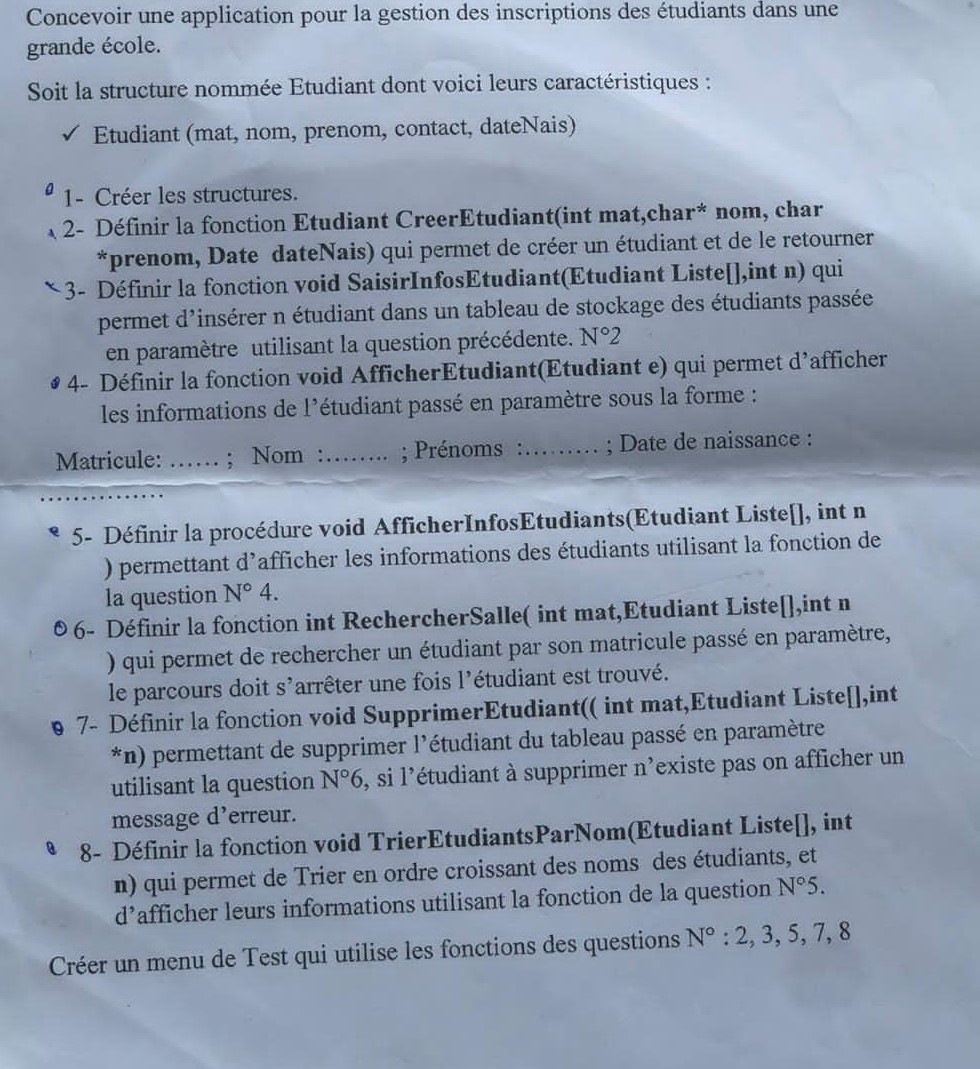 Concevoir une application pour la gestion des inscriptions des étudiants dans une
grande école.
Soit la structure nommée Etudiant dont voici leurs caractéristiques :
✓ Etudiant (mat, nom, prenom, contact, dateNais)
1- Créer les structures.
2- Définir la fonction Etudiant CreerEtudiant(int mat,char* nom, char
*prenom, Date dateNais) qui permet de créer un étudiant et de le retourner
3- Définir la fonction void SaisirInfosEtudiant(Etudiant Liste[],int n) qui
permet d'insérer n étudiant dans un tableau de stockage des étudiants passée
en paramètre utilisant la question précédente. N°2
4- Définir la fonction void AfficherEtudiant(Etudiant e) qui permet d'afficher
les informations de l'étudiant passé en paramètre sous la forme :
Matricule: ...... ; Nom :........ ; Prénoms :......... ; Date de naissance :
...............
5- Définir la procédure void AfficherInfosEtudiants(Etudiant Liste[], int n
) permettant d'afficher les informations des étudiants utilisant la fonction de
la question N° 4.
6- Définir la fonction int RechercherSalle( int mat,Etudiant Liste[],int n
) qui permet de rechercher un étudiant par son matricule passé en paramètre,
le parcours doit s'arrêter une fois l'étudiant est trouvé.
7- Définir la fonction void SupprimerEtudiant(( int mat,Etudiant Liste[],int
*n) permettant de supprimer l'étudiant du tableau passé en paramètre
utilisant la question N°6, si l'étudiant à supprimer n'existe pas on afficher un
message d'erreur.
8- Définir la fonction void TrierEtudiantsParNom(Etudiant Liste[], int
n) qui permet de Trier en ordre croissant des noms des étudiants, et
d'afficher leurs informations utilisant la fonction de la question N°5.
Créer un menu de Test qui utilise les fonctions des questions N° : 2, 3, 5, 7, 8